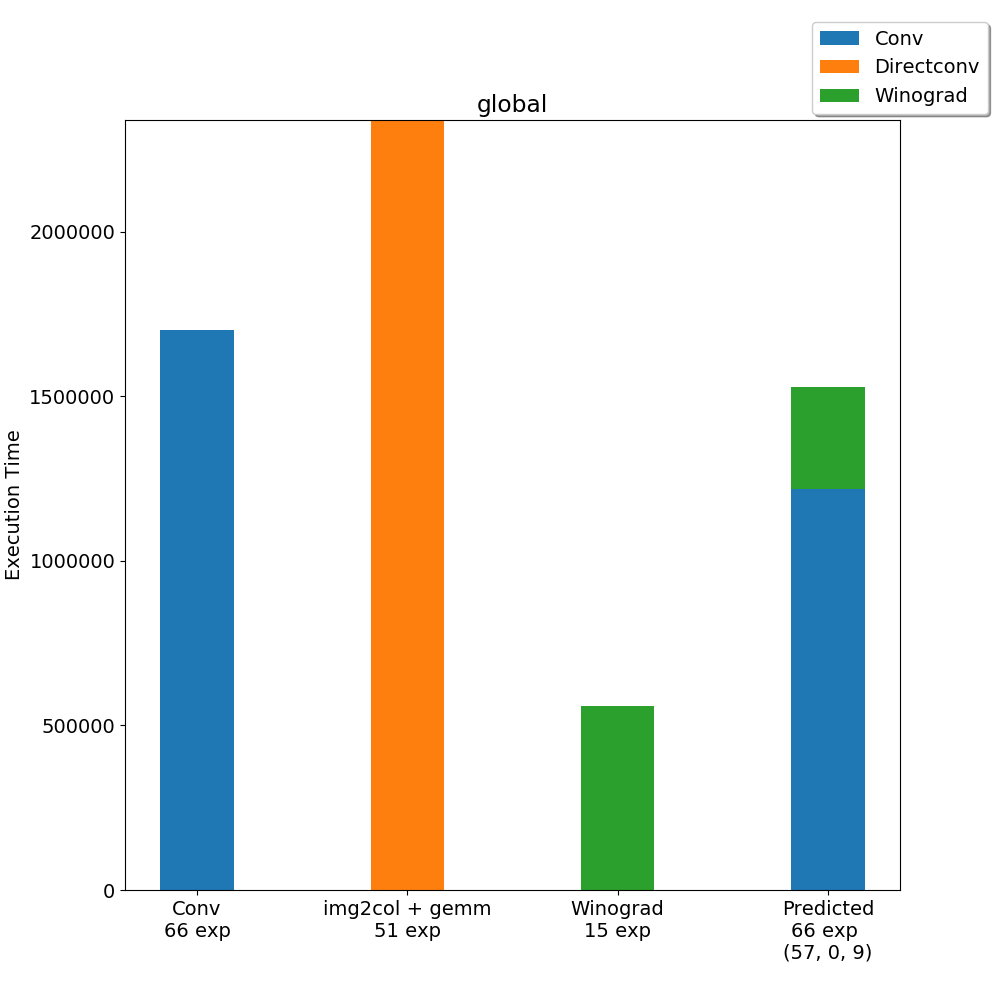 Conv
Directconv
Winograd
global
Execution Time
2000000
1500000
1000000
500000
0
Conv
66 exp
img2col + gemm
51 exp
Winograd
15 exp
Predicted
66 exp
(57, 0, 9)